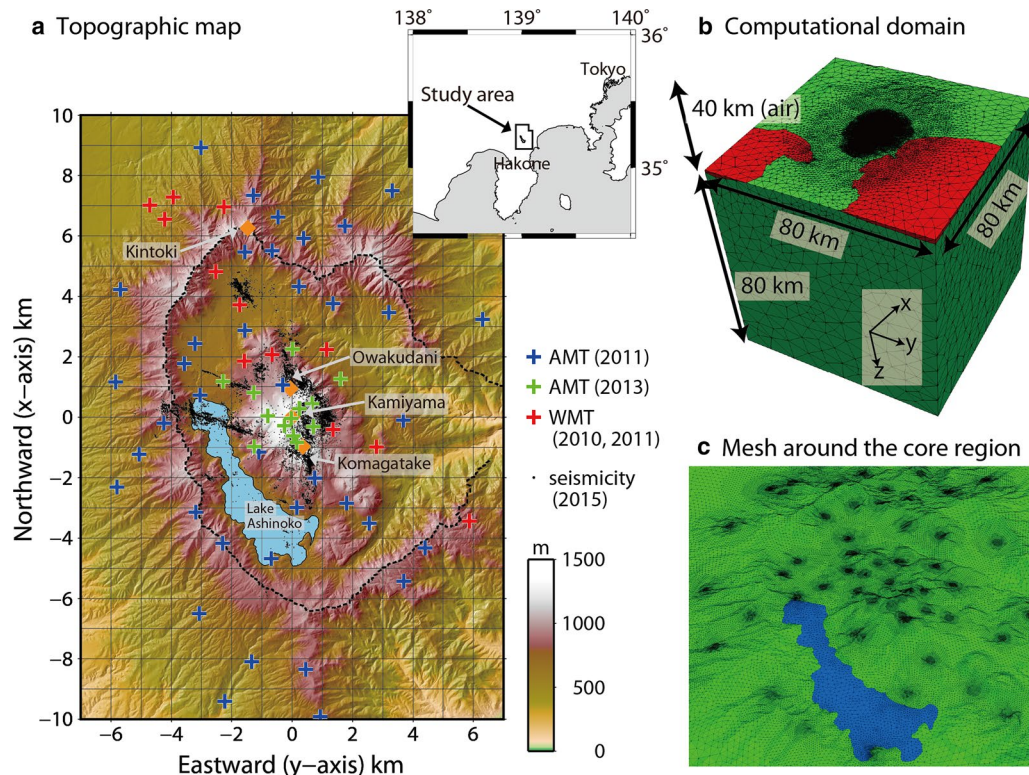 a Topographic map
138°
139°
140°
36°
35°
Tokyo
Study area
Hakone
b Computational domain
40 km (air)
80 km
80 km
80 km
x
y
z
10
8
6
4
2
0
−2
−4
−6
−8
−10
Northward (x−axis) km
Kintoki
Owakudani
Kamiyama
Komagatake
Lake
Ashinoko
−6
−4
−2
0
2
4
6
Eastward (y−axis) km
AMT (2011)
AMT (2013)
WMT
(2010, 2011)
seismicity
(2015)
m
1500
1000
500
0
c Mesh around the core region